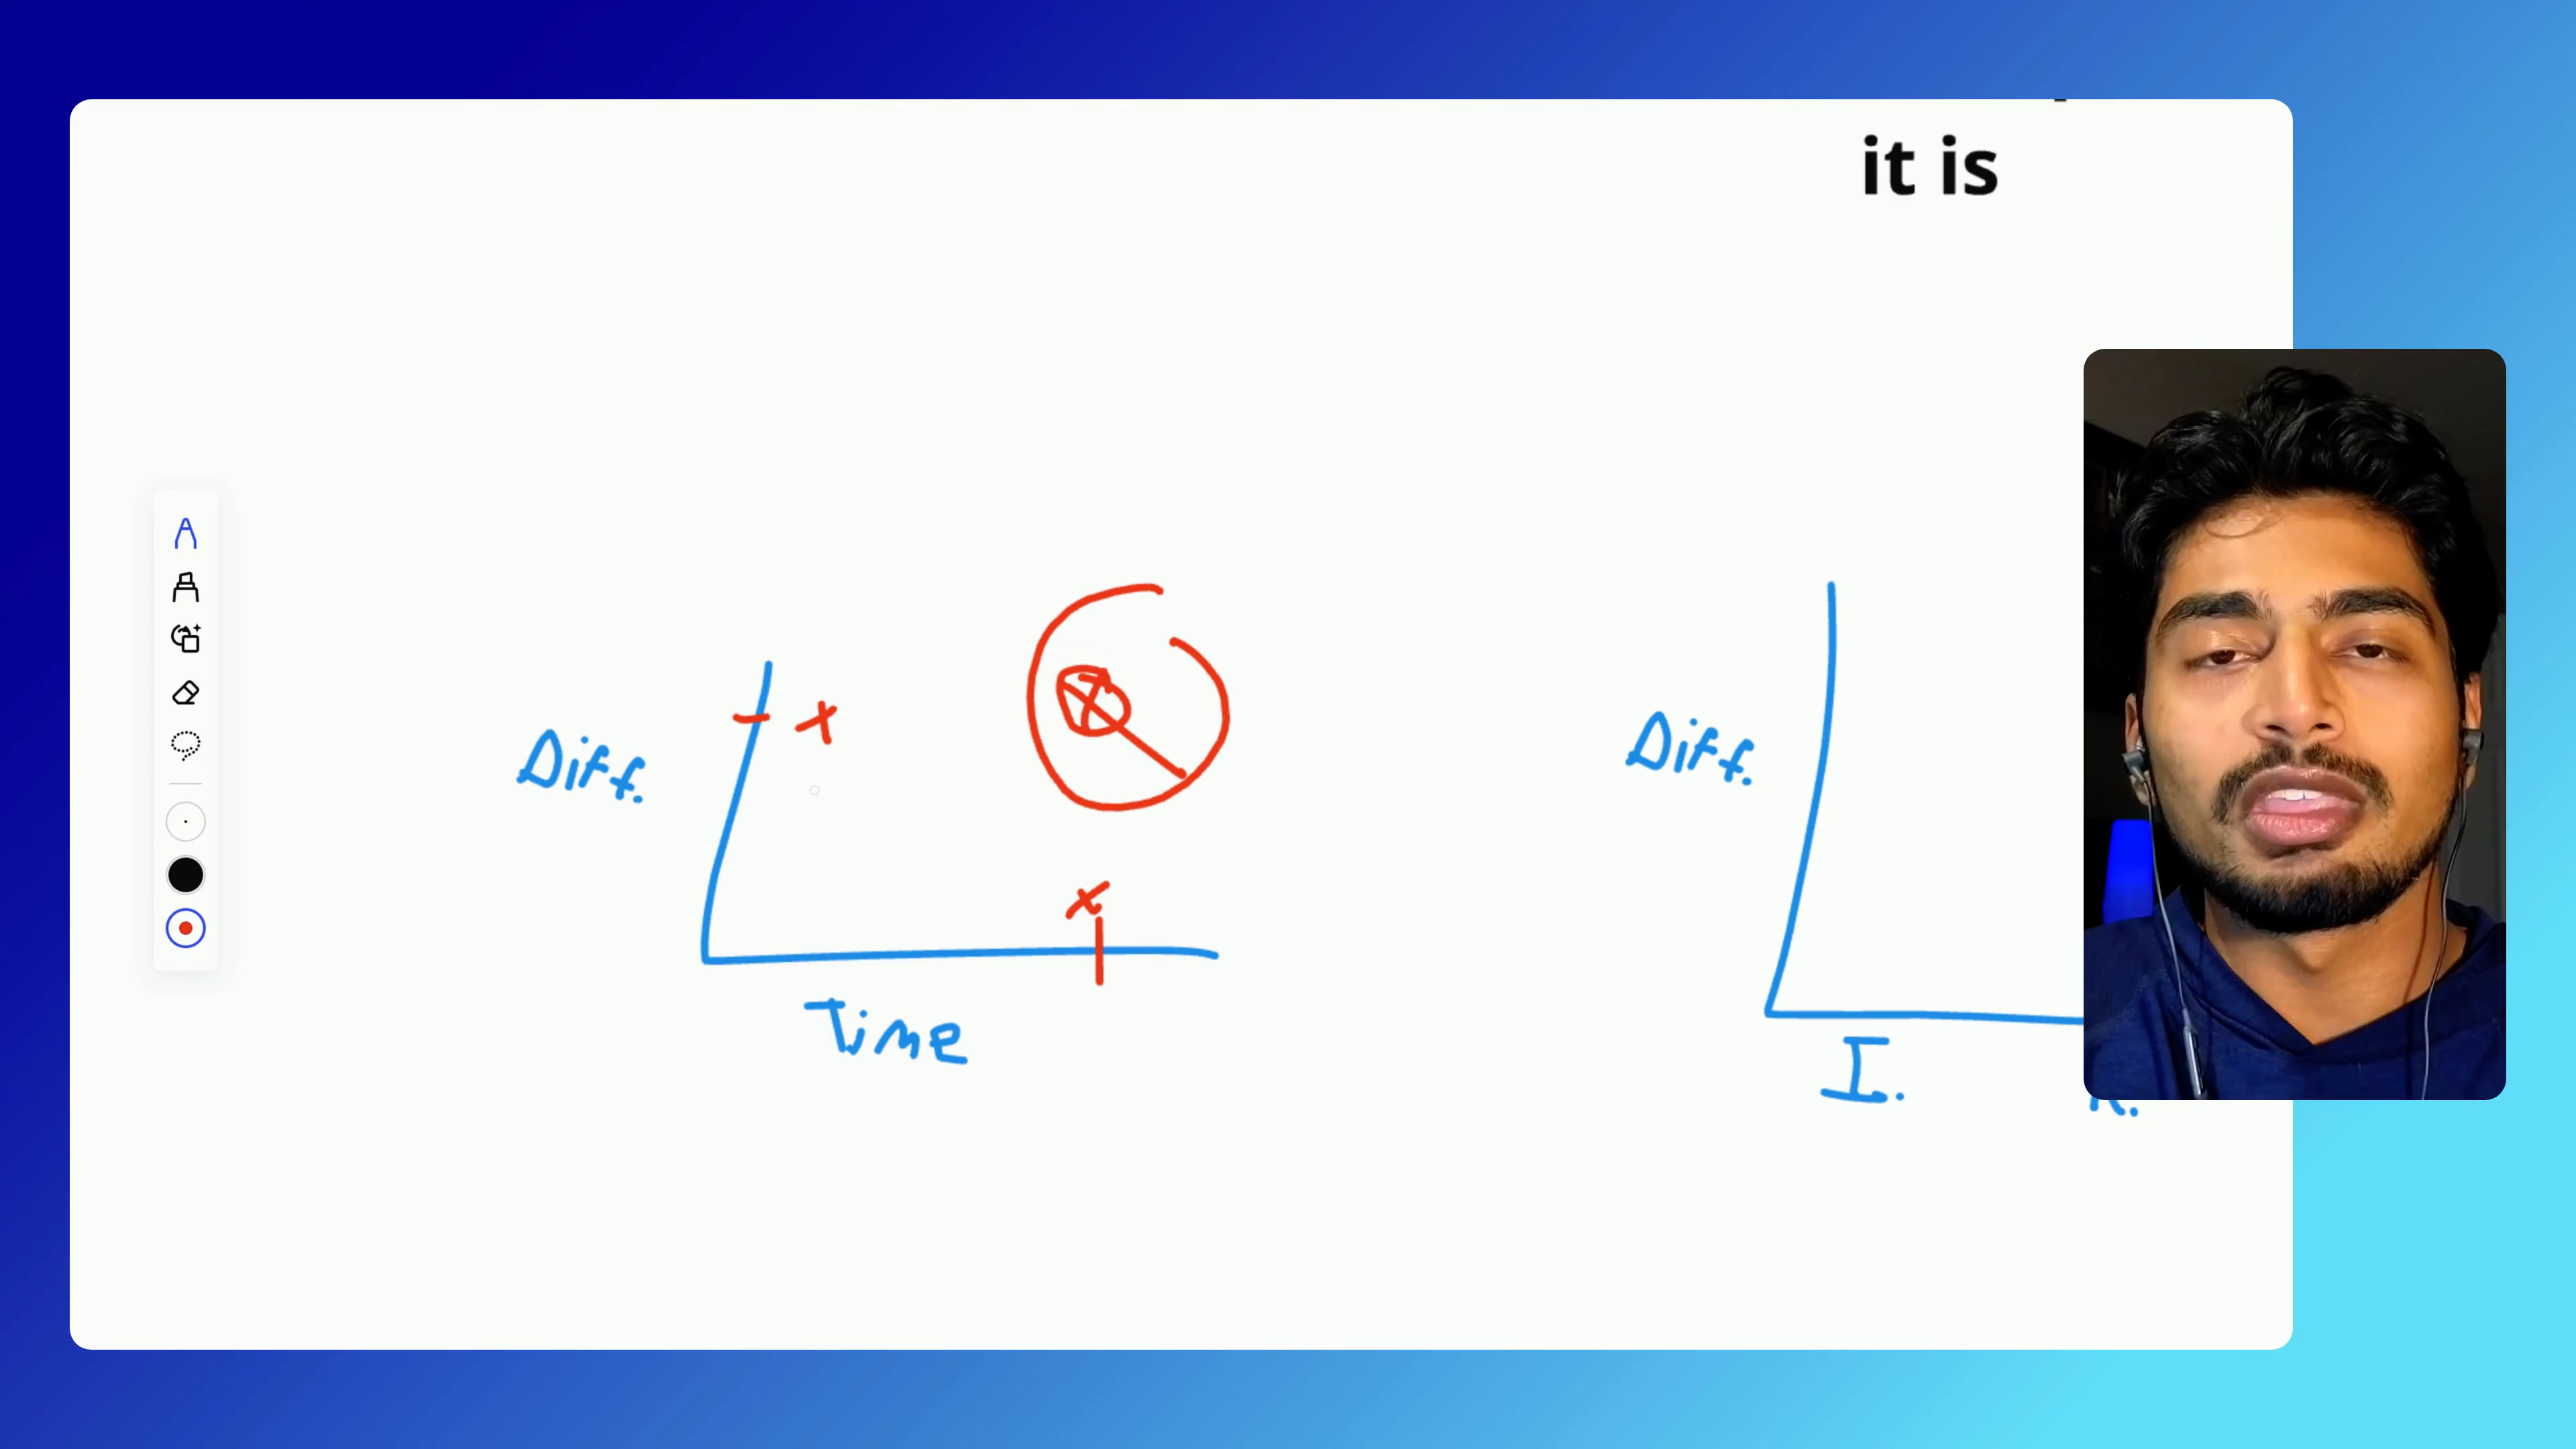 it is
Diff.
x
x
Time
Diff.
I.